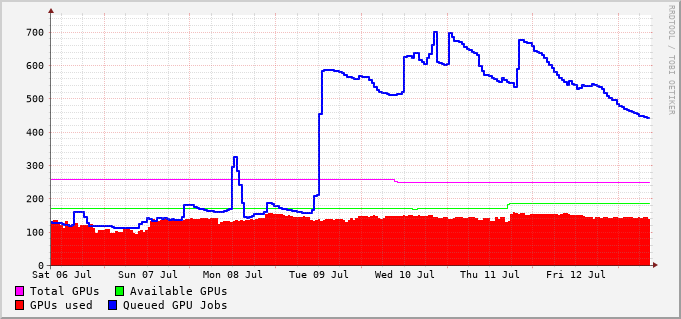 700
600
500
400
300
200
100
0
Sat 06 Jul Sun 07 Jul Mon 08 Jul Tue 09 Jul Wed 10 Jul Thu 11 Jul Fri 12 Jul
Total GPUs Available GPUs
GPUs used Queued GPU Jobs
RRDTOOL / TOBI OETIKER